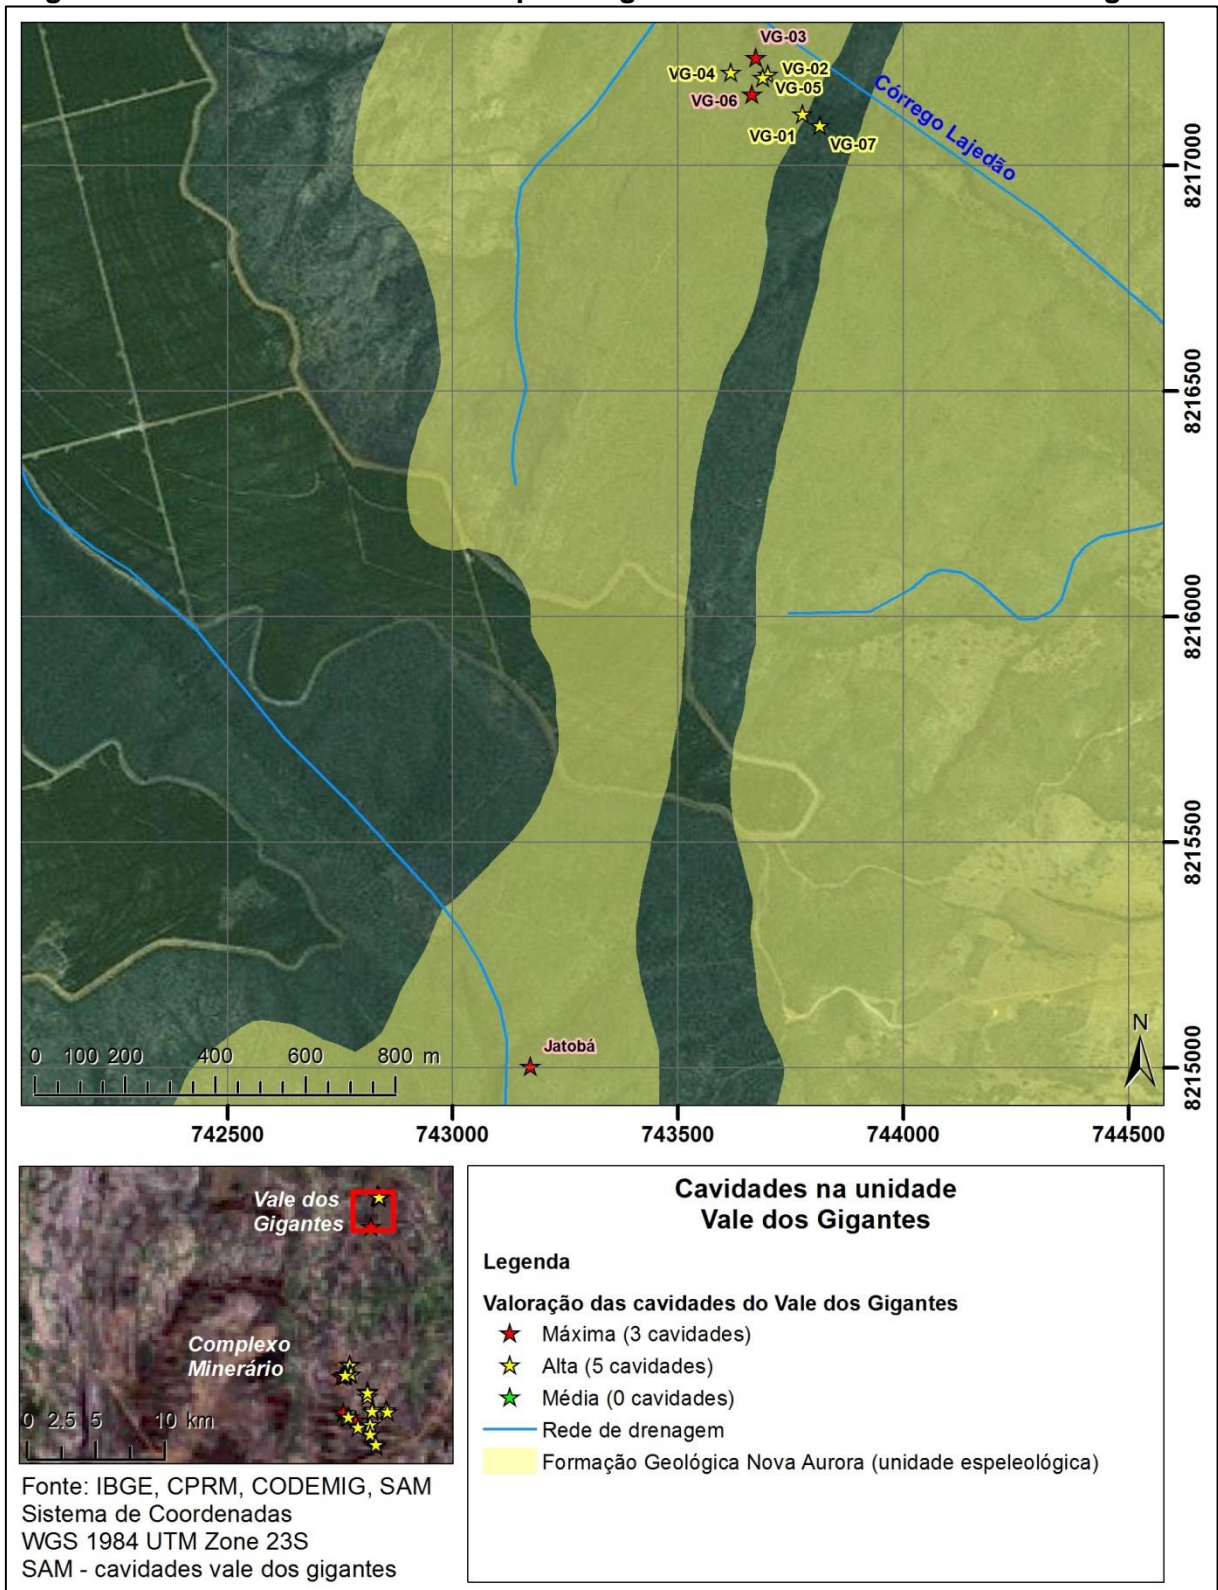 VG-03
VG-04
VG-02
VG-05
VG-06
VG-01
VG-07
Córrego Lajedão
8217000
8216500
8216000
8215500
8215000
Jatobá
N
0 100 200 400 600 800 m
742500 743000 743500 744000 744500
Vale dos
Gigantes
Complexo
Minerário
0 2.5 5 10 km
Fonte: IBGE, CPRM, CODEMIG, SAM
Sistema de Coordenadas
WGS 1984 UTM Zone 23S
SAM - cavidades vale dos gigantes
Cavidades na unidade
Vale dos Gigantes
Legenda
Valoração das cavidades do Vale dos Gigantes
Máxima (3 cavidades)
Alta (5 cavidades)
Média (0 cavidades)
Rede de drenagem
Formação Geológica Nova Aurora (unidade espeleológica)